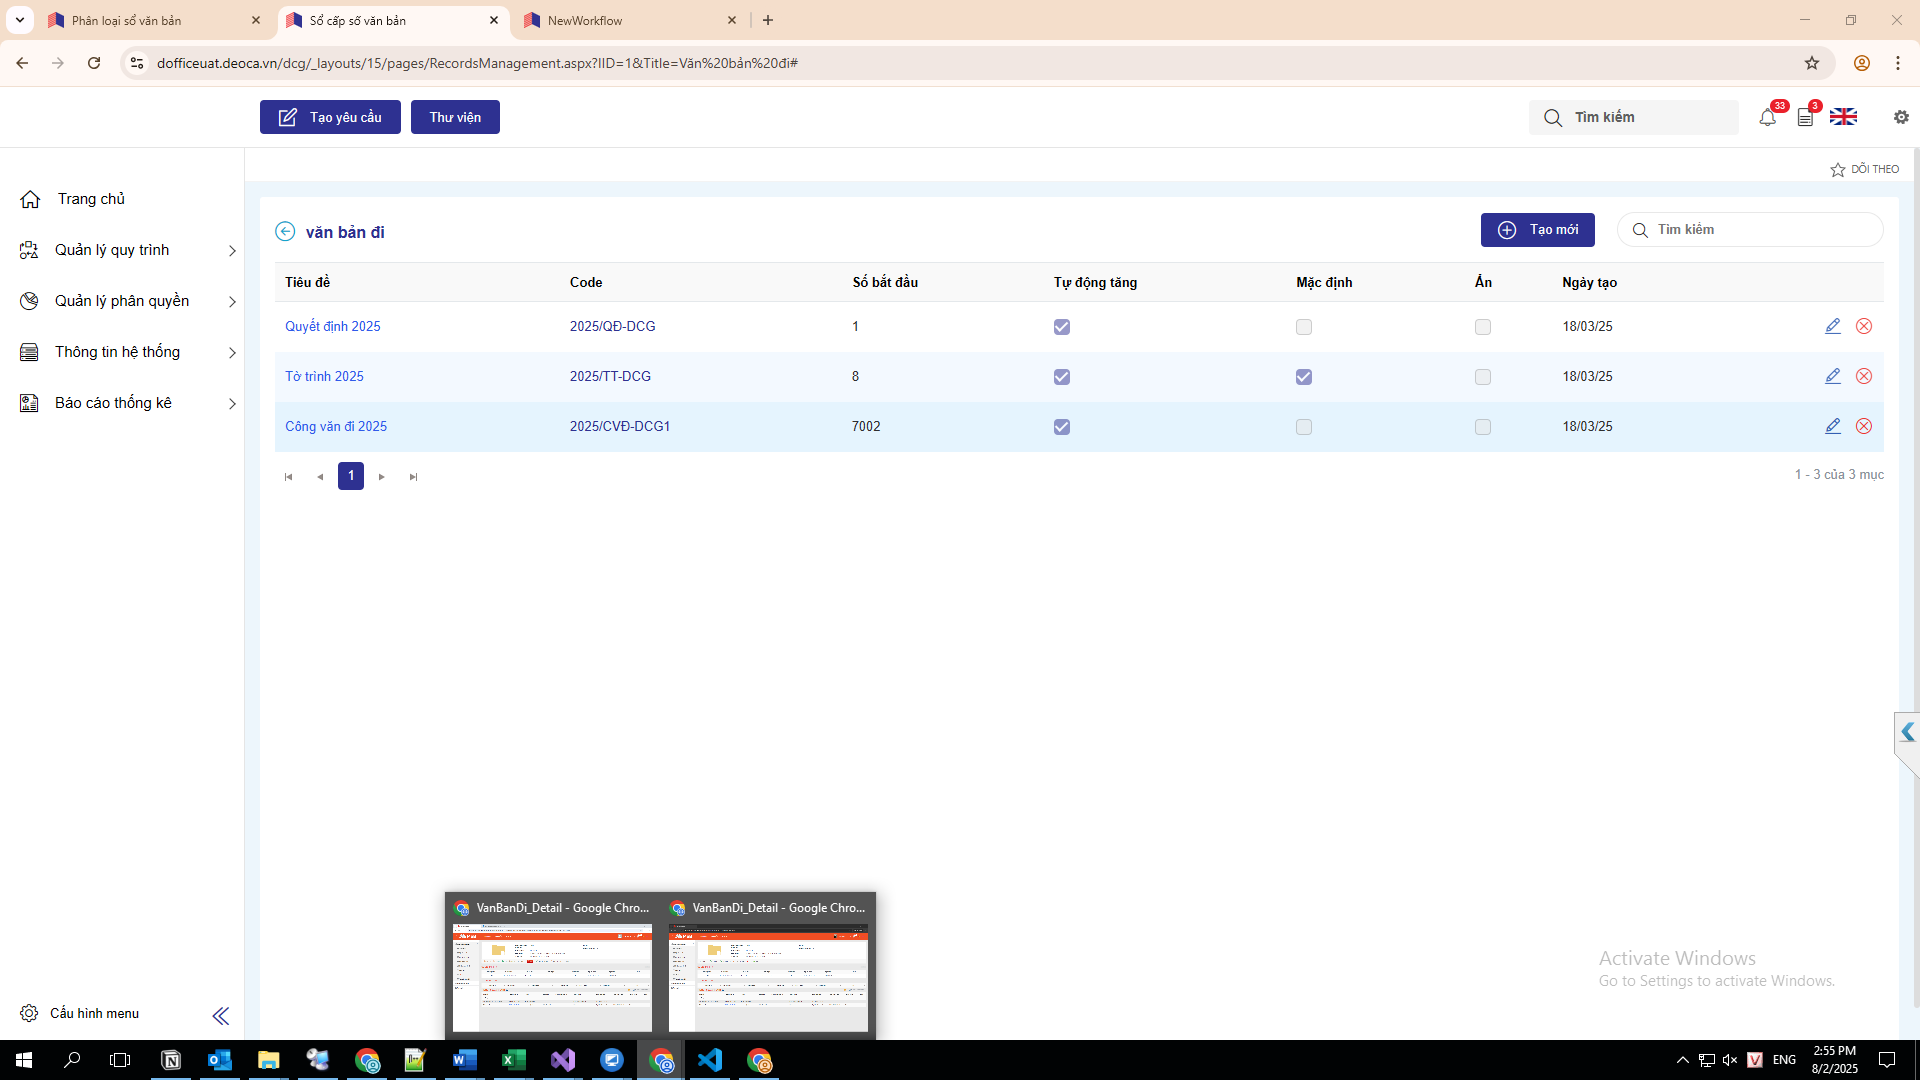 Phân loại sổ văn bản
Sổ cấp số văn bản
NewWorkflow
dofficeuat.deoca.vn/dcg/_layouts/15/pages/RecordsManagement.aspx?IID=1&Title=Văn%20bản%20đi#
Tạo yêu cầu
Thư viện
Tìm kiếm
33
3
DÕI THEO
Trang chủ
Quản lý quy trình
Quản lý phân quyền
Thông tin hệ thống
Báo cáo thống kê
văn bản đi
Tạo mới
Tìm kiếm
Tiêu đề Code Số bắt đầu Tự động tăng Mặc định Ẩn Ngày tạo
Quyết định 2025 2025/QĐ-DCG 1 18/03/25
Tờ trình 2025 2025/TT-DCG 8 18/03/25
Công văn đi 2025 2025/CVĐ-DCG1 7002 18/03/25
1
1 - 3 của 3 mục
VanBanDi_Detail - Google Chro...
VanBanDi_Detail - Google Chro...
Activate Windows
Go to Settings to activate Windows.
Cấu hình menu
ENG
2:55 PM
8/2/2025